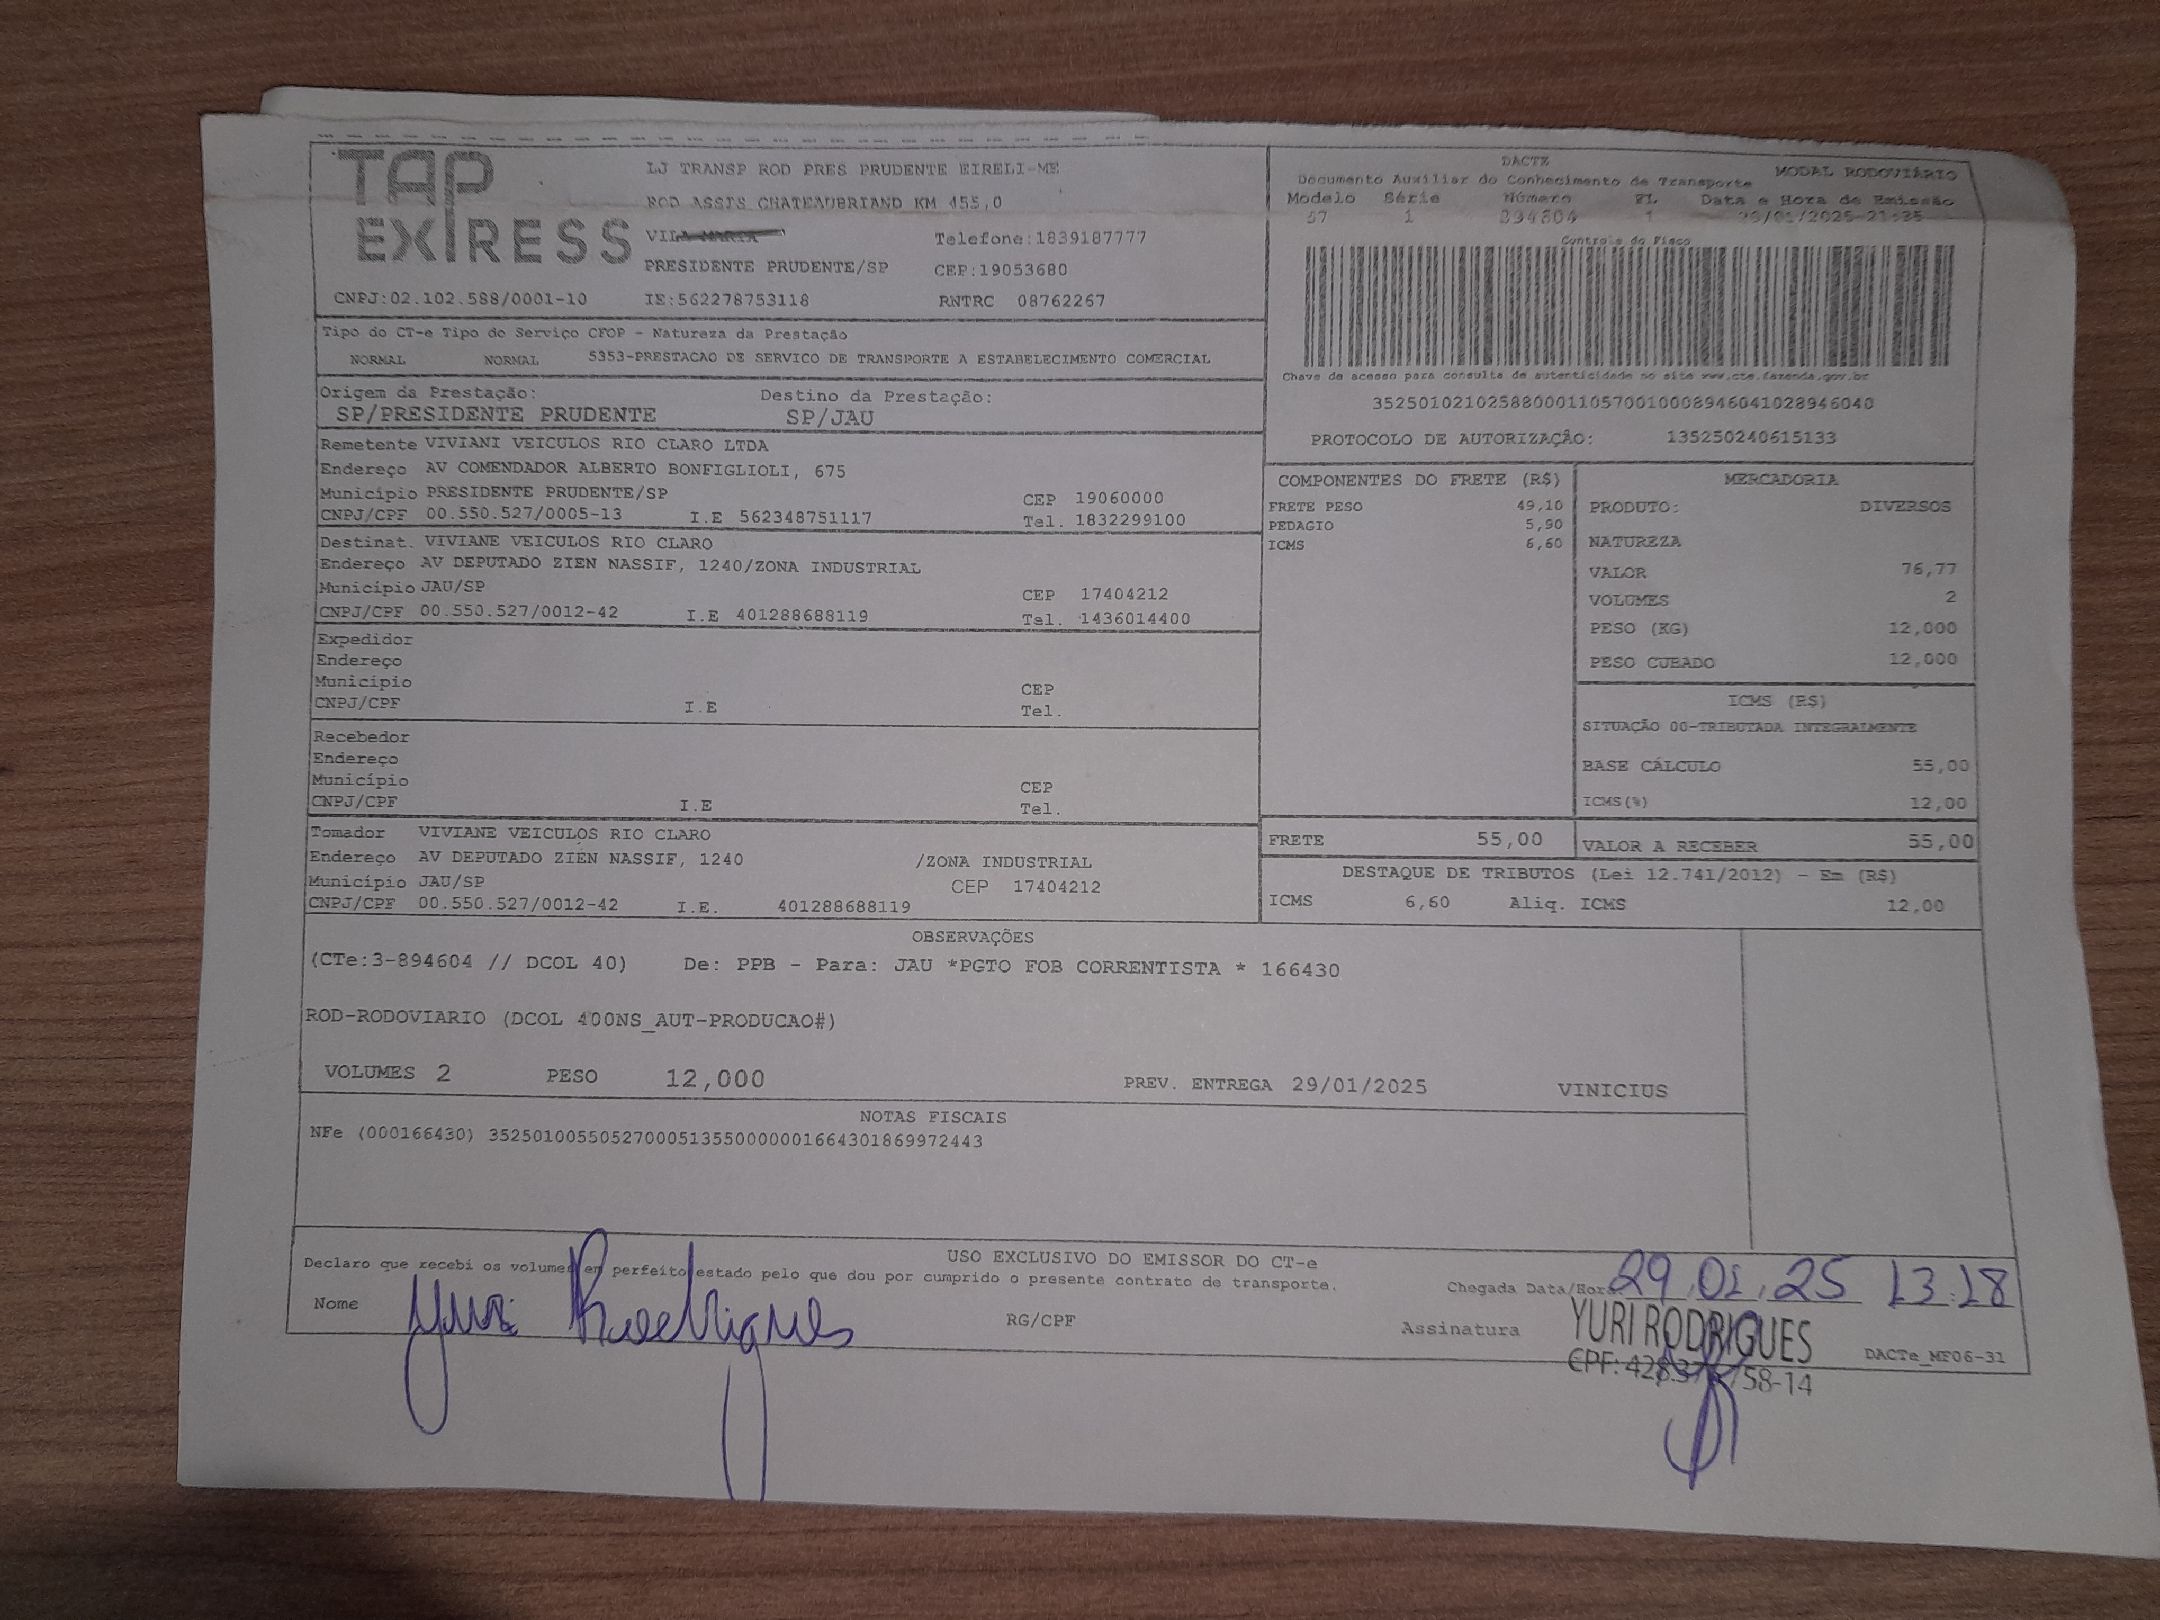 TAP EXPRESS
LJ TRANSP ROD PRES PRUDENTE EIRELI-ME
ROD ASSIS CHATEAUBRIAND KM 455,0
VILA MARIA Telefone:1839187777
PRESIDENTE PRUDENTE/SP CEP:19053680
CNPJ:02.102.588/0001-10 IE:562278753118 RNTRC 08762267
DACTE
MODAL RODOVIÁRIO
Documento Auxiliar do Conhecimento de Transporte
Modelo Série Número FL Data e Hora de Emissão
57 1 894604 1
Controle do Fisco
Chave de acesso para consulta de autenticidade no site www.cte.fazenda.gov.br
35250102102588000110570010008946041028946040
PROTOCOLO DE AUTORIZAÇÃO: 135250240615133
Tipo do CT-e Tipo do Serviço CFOP - Natureza da Prestação
NORMAL NORMAL 5353-PRESTACAO DE SERVICO DE TRANSPORTE A ESTABELECIMENTO COMERCIAL
Origem da Prestação: Destino da Prestação:
SP/PRESIDENTE PRUDENTE SP/JAU
Remetente VIVIANI VEICULOS RIO CLARO LTDA
Endereço AV COMENDADOR ALBERTO BONFIGLIOLI, 675
Município PRESIDENTE PRUDENTE/SP CEP 19060000
CNPJ/CPF 00.550.527/0005-13 I.E 562348751117 Tel. 1832299100
Destinat. VIVIANE VEICULOS RIO CLARO
Endereço AV DEPUTADO ZIEN NASSIF, 1240/ZONA INDUSTRIAL
Município JAU/SP CEP 17404212
CNPJ/CPF 00.550.527/0012-42 I.E 401288688119 Tel. 1436014400
Expedidor
Endereço
Município CEP
CNPJ/CPF I.E Tel.
Recebedor
Endereço
Município CEP
CNPJ/CPF I.E Tel.
Tomador VIVIANE VEICULOS RIO CLARO
Endereço AV DEPUTADO ZIEN NASSIF, 1240 /ZONA INDUSTRIAL
Município JAU/SP CEP 17404212
CNPJ/CPF 00.550.527/0012-42 I.E. 401288688119
COMPONENTES DO FRETE (R$)
FRETE PESO 49,10
PEDAGIO 5,90
ICMS 6,60
MERCADORIA
PRODUTO: DIVERSOS
NATUREZA
VALOR 76,77
VOLUMES 2
PESO (KG) 12,000
PESO CUBADO 12,000
ICMS (R$)
SITUAÇÃO 00-TRIBUTADA INTEGRALMENTE
BASE CÁLCULO 55,00
ICMS(%) 12,00
FRETE 55,00 VALOR A RECEBER 55,00
DESTAQUE DE TRIBUTOS (Lei 12.741/2012) - Em (R$)
ICMS 6,60 Aliq. ICMS 12,00
OBSERVAÇÕES
(CTe:3-894604 // DCOL 40) De: PPB - Para: JAU *PGTO FOB CORRENTISTA * 166430
ROD-RODOVIARIO (DCOL 400NS_AUT-PRODUCAO#)
VOLUMES 2 PESO 12,000 PREV. ENTREGA 29/01/2025 VINICIUS
NOTAS FISCAIS
NFe (000166430) 35250100550527000513550000001664301869972443
USO EXCLUSIVO DO EMISSOR DO CT-e
Declaro que recebi os volumes em perfeito estado pelo que dou por cumprido o presente contrato de transporte.
Chegada Data/Hora 29.01.25 13:18
Nome Yuri Rodrigues RG/CPF Assinatura
YURI RODRIGUES
CPF: 58-14
DACTe_MF06-31